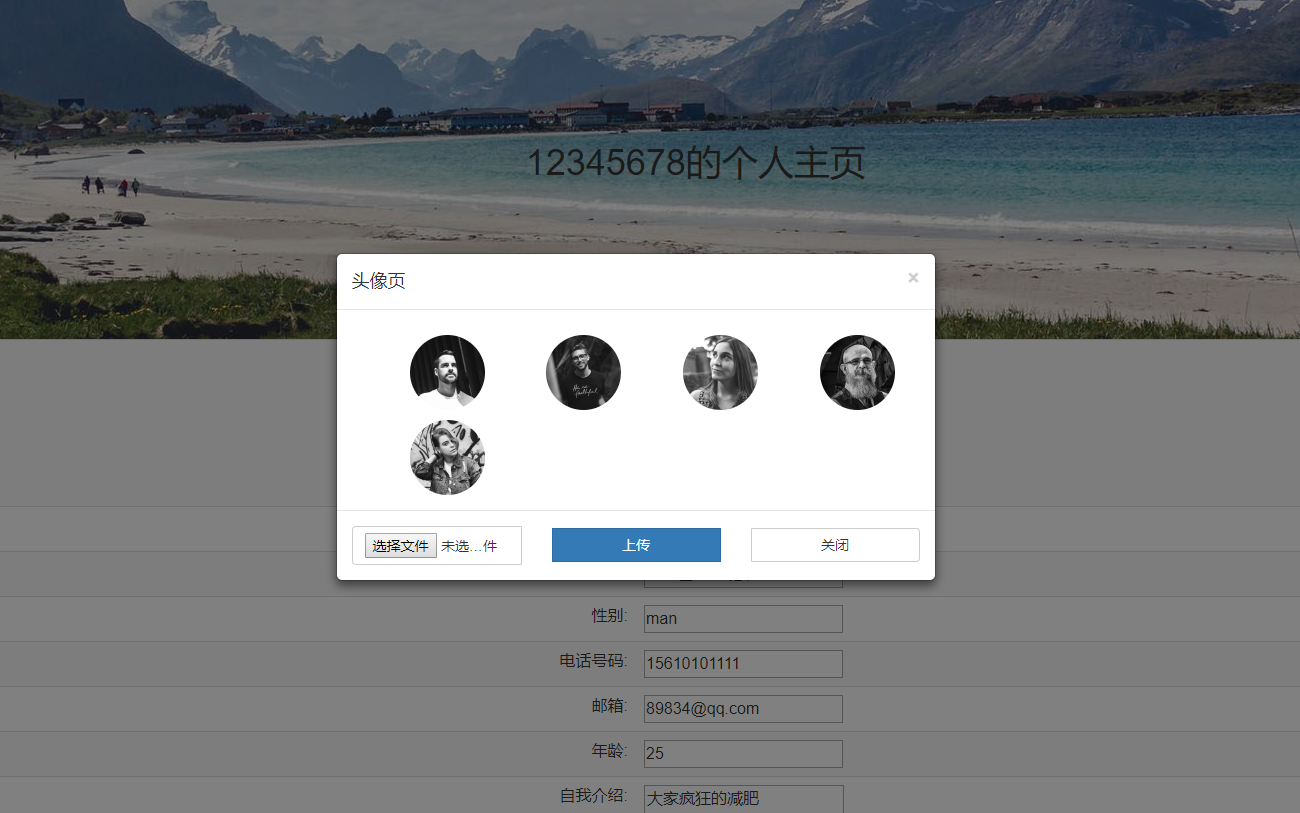 12345678的个人主页
头像页
×
选择文件 未选...件
上传
关闭
性别:
man
电话号码:
15610101111
邮箱:
89834@qq.com
年龄:
25
自我介绍:
大家疯狂的减肥